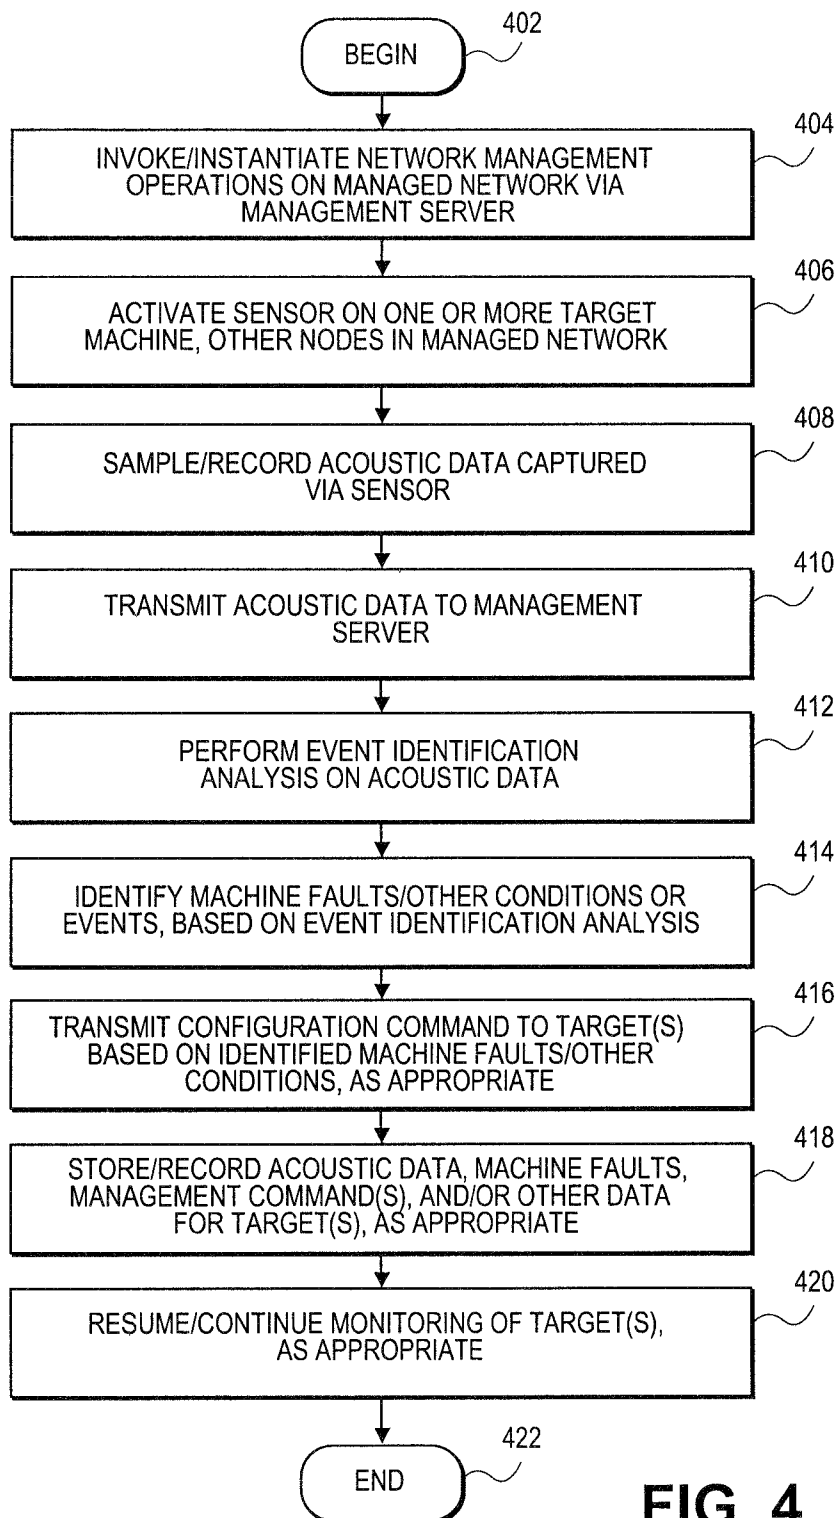 402
BEGIN
404
INVOKE/INSTANTIATE NETWORK MANAGEMENT
OPERATIONS ON MANAGED NETWORK VIA
MANAGEMENT SERVER
406
ACTIVATE SENSOR ON ONE OR MORE TARGET
MACHINE, OTHER NODES IN MANAGED NETWORK
408
SAMPLE/RECORD ACOUSTIC DATA CAPTURED
VIA SENSOR
410
TRANSMIT ACOUSTIC DATA TO MANAGEMENT
SERVER
412
PERFORM EVENT IDENTIFICATION
ANALYSIS ON ACOUSTIC DATA
414
IDENTIFY MACHINE FAULTS/OTHER CONDITIONS OR
EVENTS, BASED ON EVENT IDENTIFICATION ANALYSIS
416
TRANSMIT CONFIGURATION COMMAND TO TARGET(S)
BASED ON IDENTIFIED MACHINE FAULTS/OTHER
CONDITIONS, AS APPROPRIATE
418
STORE/RECORD ACOUSTIC DATA, MACHINE FAULTS,
MANAGEMENT COMMAND(S), AND/OR OTHER DATA
FOR TARGET(S), AS APPROPRIATE
420
RESUME/CONTINUE MONITORING OF TARGET(S),
AS APPROPRIATE
422
END
FIG. 4